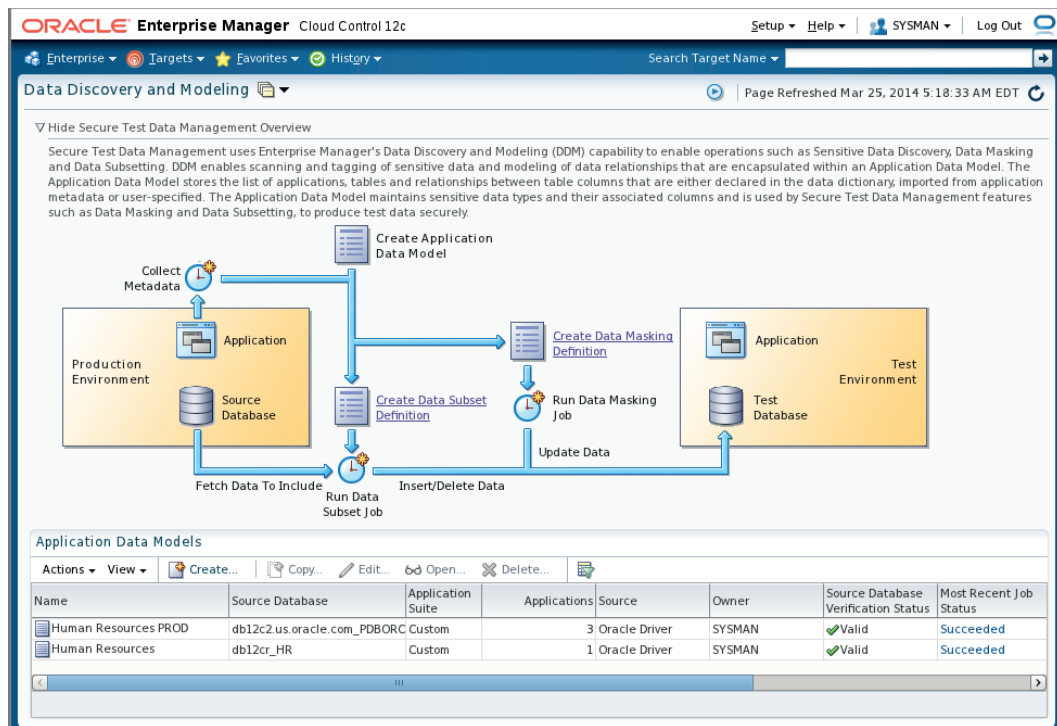 ORACLE Enterprise Manager Cloud Control 12c
Setup Help SYSMAN Log Out
Enterprise Targets Favorites History Search Target Name
Data Discovery and Modeling
Page Refreshed Mar 25, 2014 5:18:33 AM EDT
Hide Secure Test Data Management Overview
Secure Test Data Management uses Enterprise Manager's Data Discovery and Modeling (DDM) capability to enable operations such as Sensitive Data Discovery, Data Masking
and Data Subsetting. DDM enables scanning and tagging of sensitive data and modeling of data relationships that are encapsulated within an Application Data Model. The
Application Data Model stores the list of applications, tables and relationships between table columns that are either declared in the data dictionary, imported from application
metadata or user-specified. The Application Data Model maintains sensitive data types and their associated columns and is used by Secure Test Data Management features
such as Data Masking and Data Subsetting, to produce test data securely.
Create Application
Data Model
Collect
Metadata
Production
Environment
Application
Source
Database
Create Data Subset
Definition
Create Data Masking
Definition
Run Data Masking
Job
Application
Test
Environment
Test
Database
Update Data
Fetch Data To Include
Run Data
Subset Job
Insert/Delete Data
Application Data Models
Actions View Create... Copy... Edit... Open... Delete...
Name Source Database Application Suite Applications Source Owner Source Database Verification Status Most Recent Job Status
Human Resources PROD db12c2.us.oracle.com_PDBORC Custom 3 Oracle Driver SYSMAN Valid Succeeded
Human Resources db12cr_HR Custom 1 Oracle Driver SYSMAN Valid Succeeded